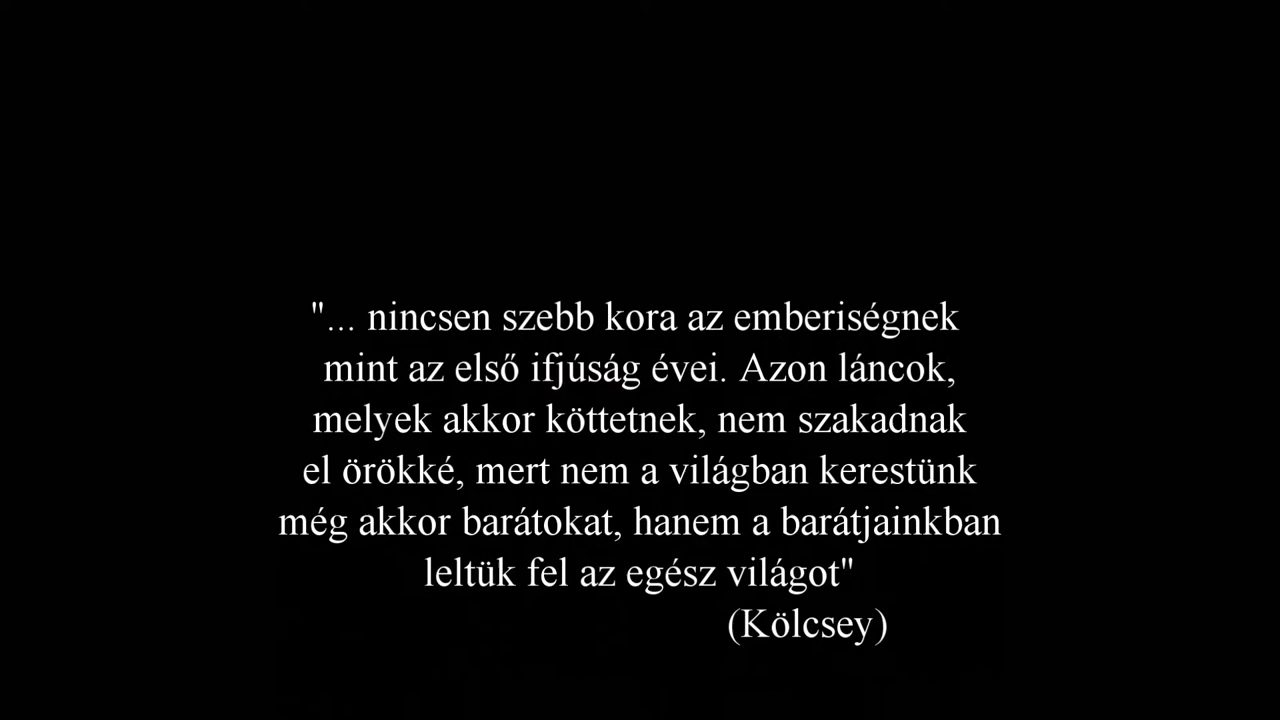 "... nincsen szebb kora az emberiségnek
mint az első ifjúság évei. Azon láncok,
melyek akkor köttetnek, nem szakadnak
el örökké, mert nem a világban kerestünk
még akkor barátokat, hanem a barátjainkban
leltük fel az egész világot"
(Kölcsey)